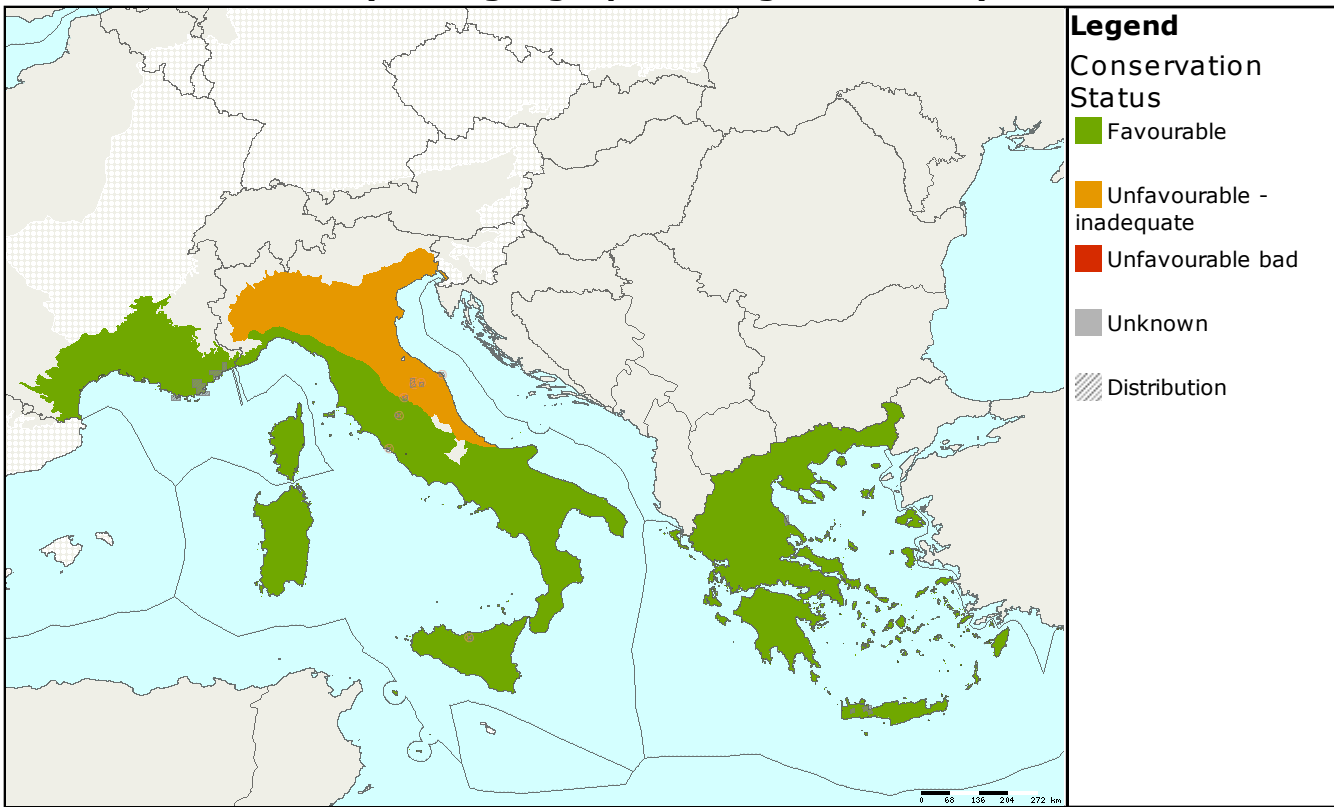 Legend
Conservation
Status
Favourable
Unfavourable -
inadequate
Unfavourable bad
Unknown
Distribution
0 68 136 204 272 km